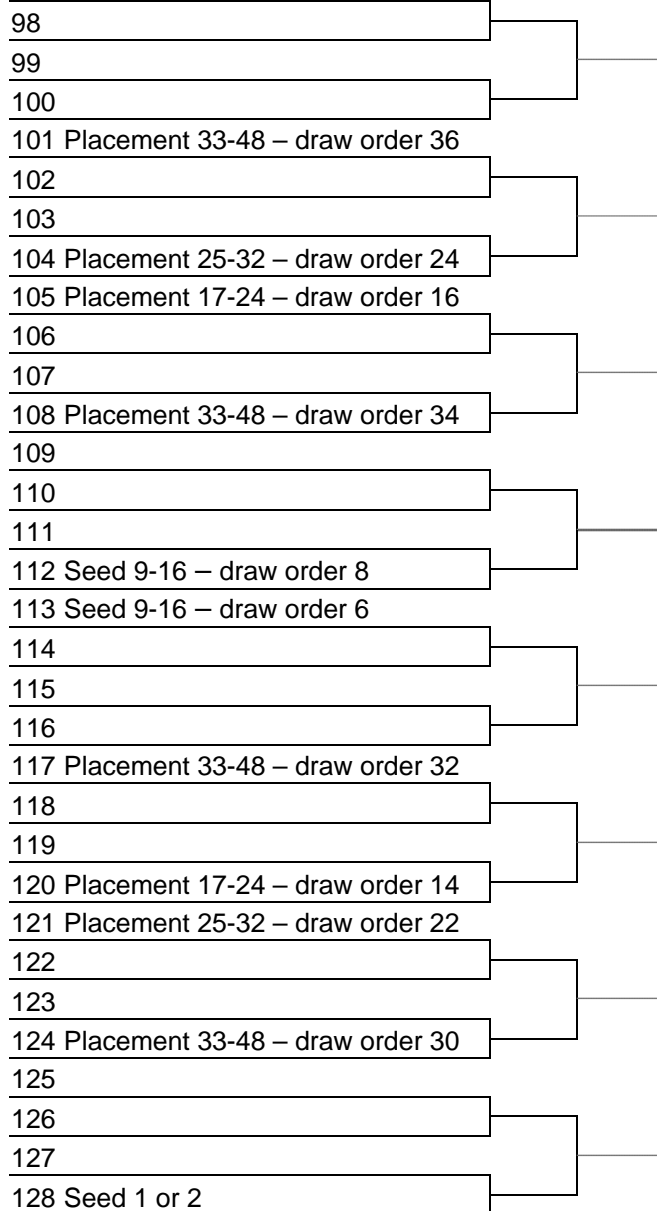 98
99
100
101 Placement 33-48 – draw order 36
102
103
104 Placement 25-32 – draw order 24
105 Placement 17-24 – draw order 16
106
107
108 Placement 33-48 – draw order 34
109
110
111
112 Seed 9-16 – draw order 8
113 Seed 9-16 – draw order 6
114
115
116
117 Placement 33-48 – draw order 32
118
119
120 Placement 17-24 – draw order 14
121 Placement 25-32 – draw order 22
122
123
124 Placement 33-48 – draw order 30
125
126
127
128 Seed 1 or 2